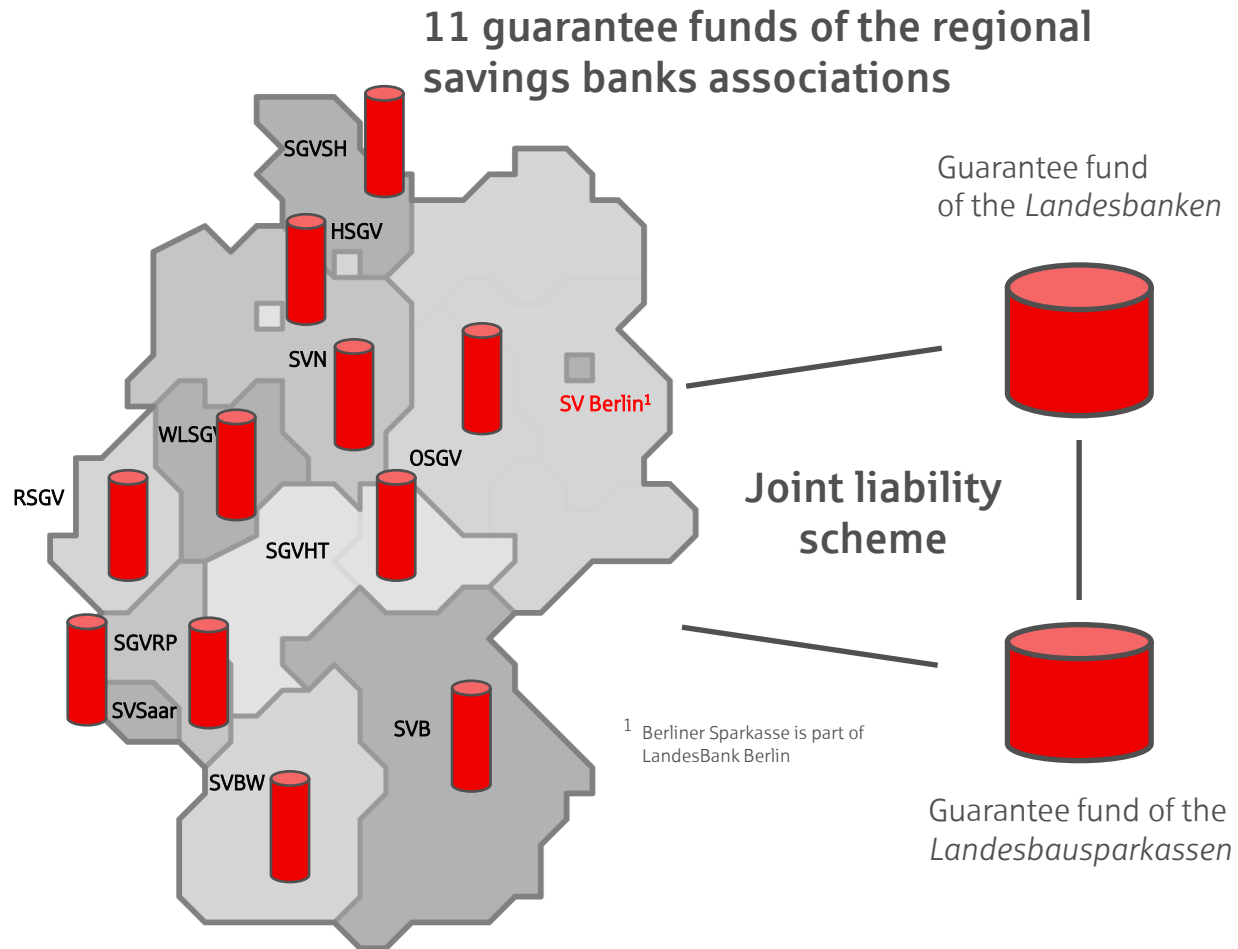 11 guarantee funds of the regional
savings banks associations
SGVSH
HSGV
SVN
SV Berlin¹
WLSGV
OSGV
RSGV
SGVHT
SGVRP
SVSaar
SVB
SVBW
Guarantee fund
of the Landesbanken
Joint liability
scheme
¹ Berliner Sparkasse is part of
LandesBank Berlin
Guarantee fund of the
Landesbausparkassen